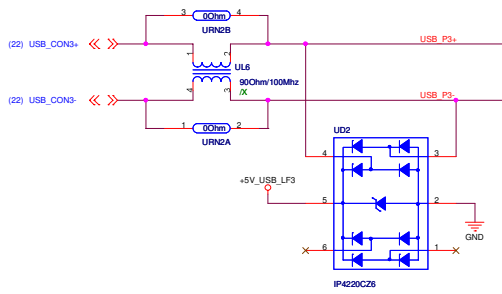 3 0Ohm 4
URN2B
(22) USB_CON3+
USB_P3+
1 2
UL6
90Ohm/100Mhz
/X
4 3
(22) USB_CON3-
USB_P3-
1 0Ohm 2
URN2A
UD2
4 3
+5V_USB_LF3
5 2
GND
6 1
IP4220CZ6